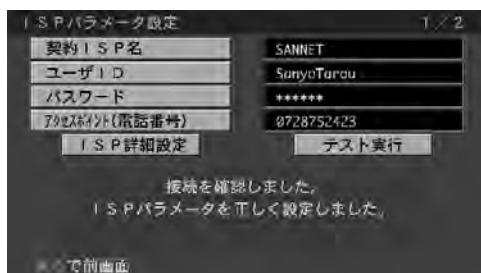 ISPパラメータ設定 1/2
契約ISP名 SANNET
ユーザID SanyoTarou
パスワード ******
アクセスポイント(電話番号) 0728752423
ISP詳細設定 テスト実行
接続を確認しました。
ISPパラメータを正しく設定しました。
で前画面